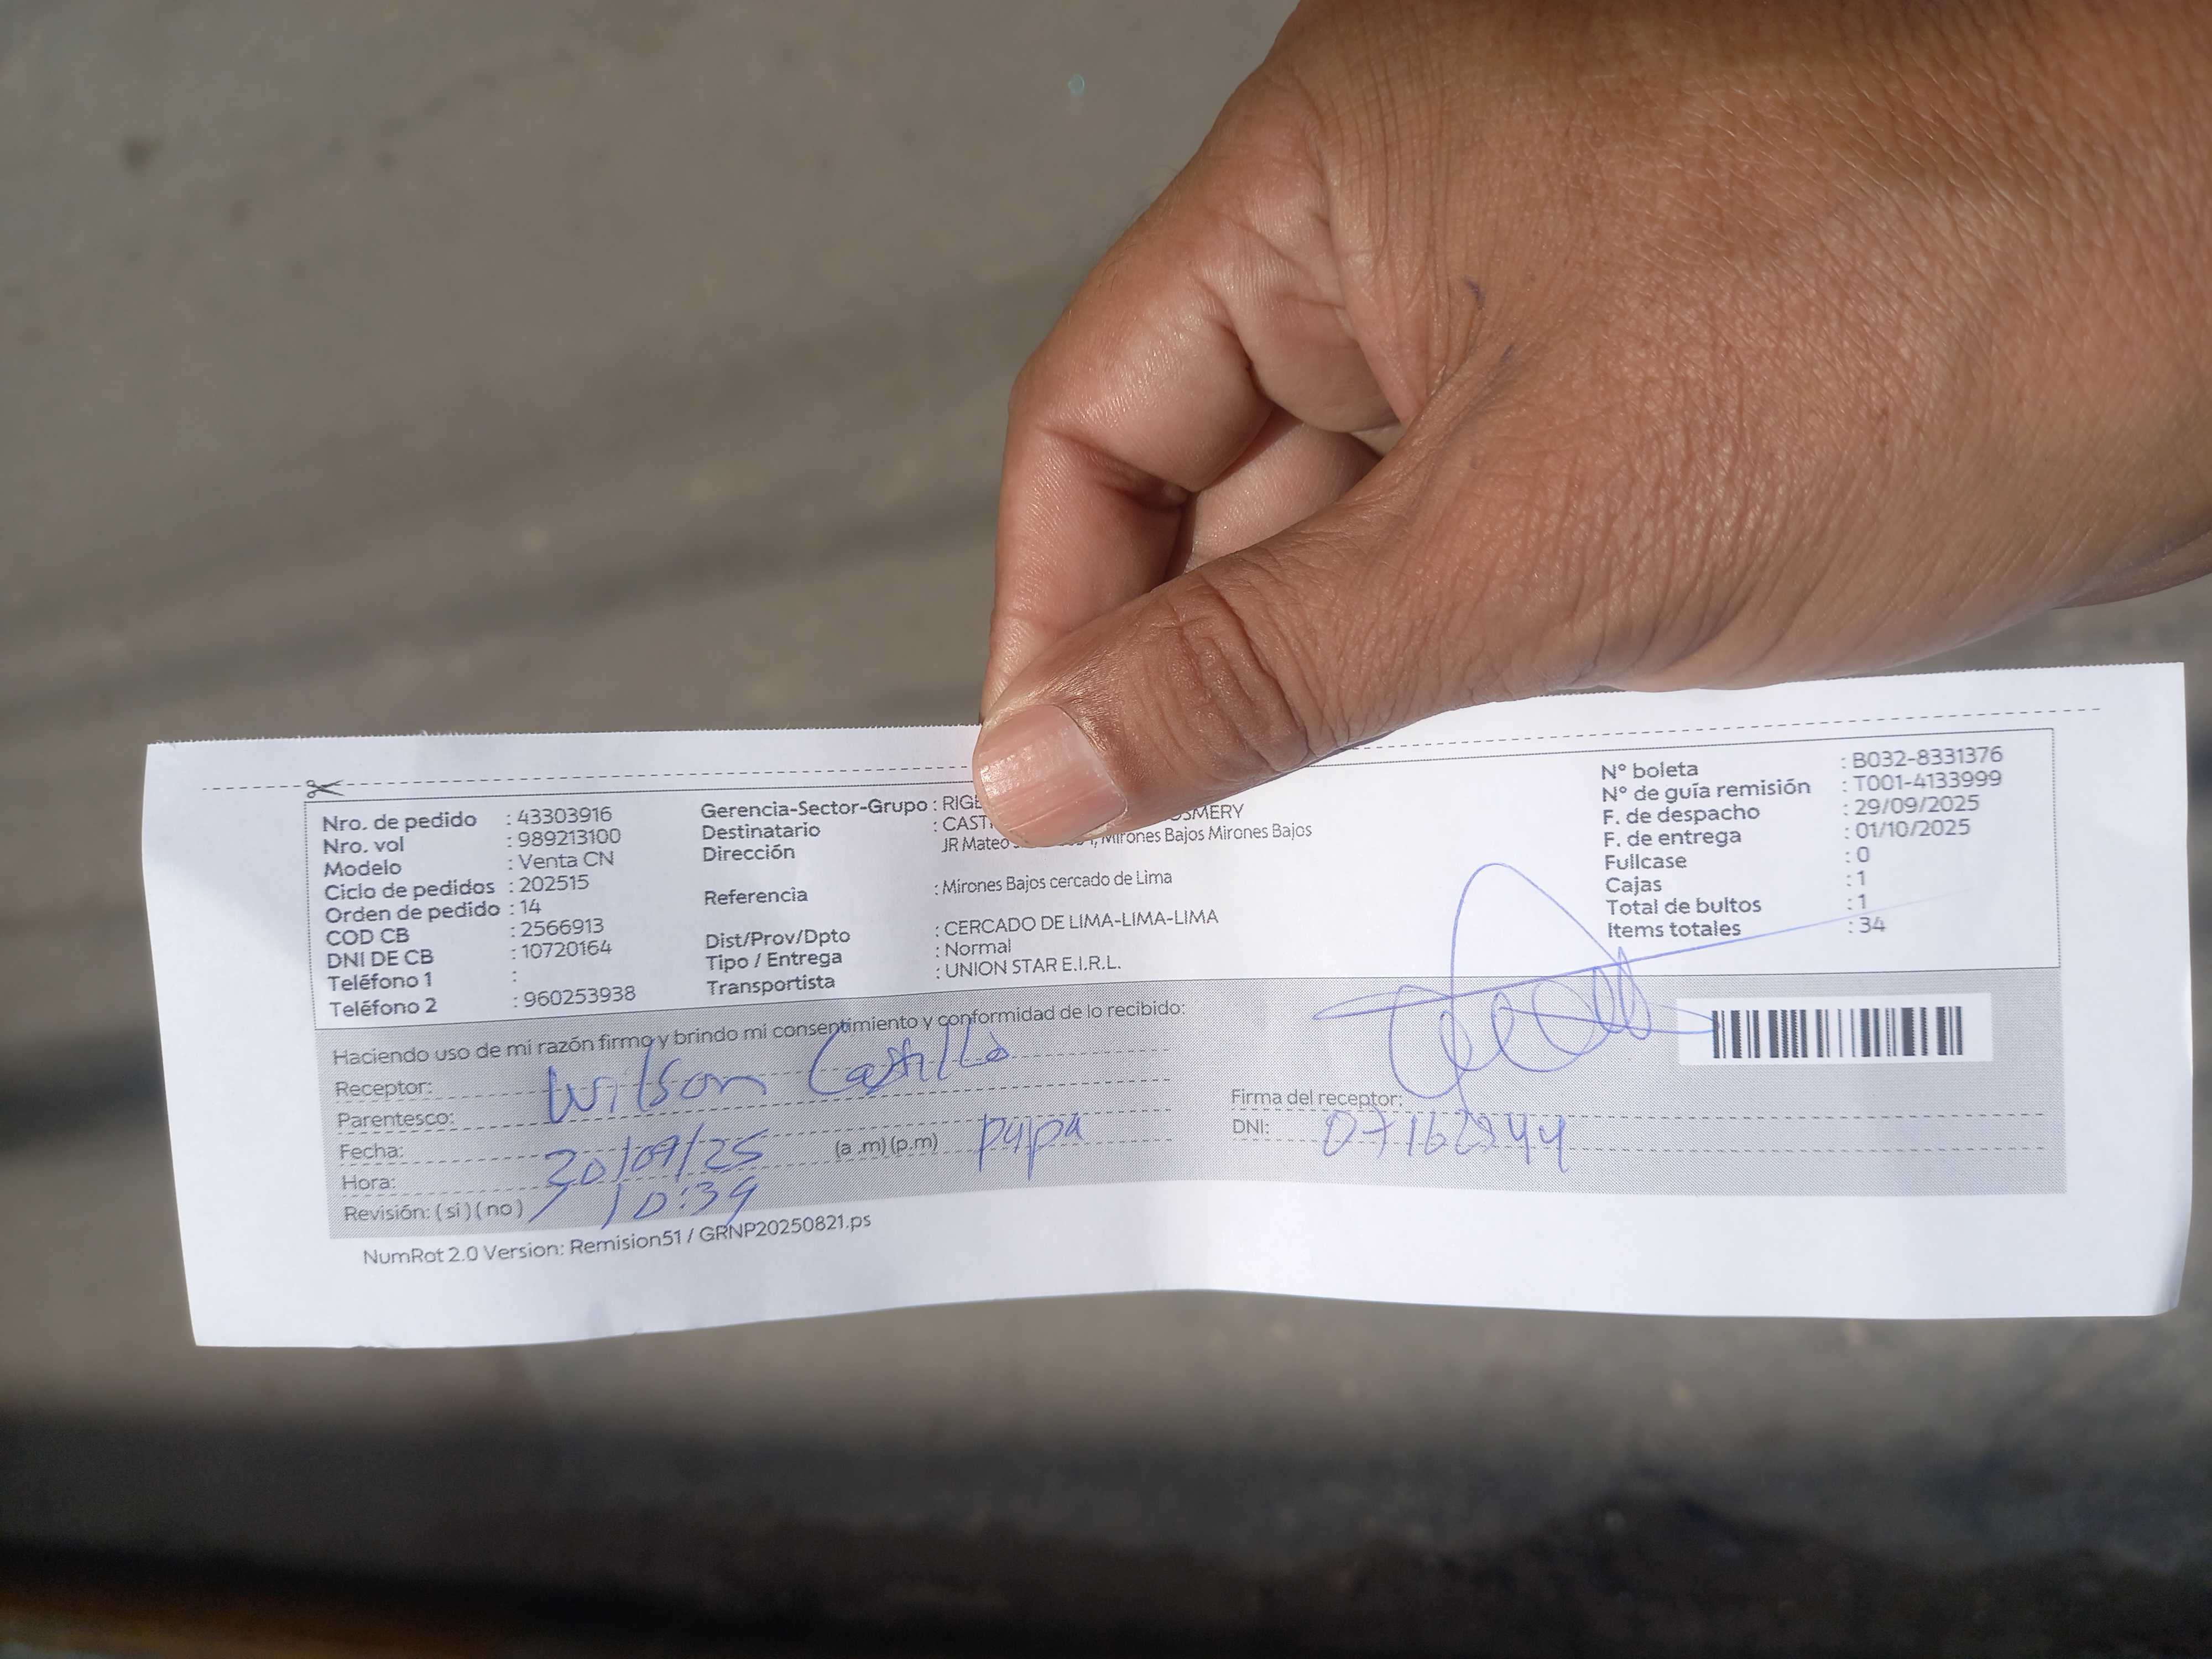 Nro. de pedido : 43303916
Nro. vol : 989213100
Modelo : Venta CN
Ciclo de pedidos : 202515
Orden de pedido : 14
COD CB : 2566913
DNI DE CB : 10720164
Teléfono 1 :
Teléfono 2 : 960253938
Gerencia-Sector-Grupo :
Destinatario :
Dirección JR Mateo Mirones Bajos Mirones Bajos
Referencia : Mirones Bajos cercado de Lima
Dist/Prov/Dpto : CERCADO DE LIMA-LIMA-LIMA
Tipo / Entrega : Normal
Transportista : UNION STAR E.I.R.L.
N° boleta : B032-8331376
N° de guía remisión : T001-4133999
F. de despacho : 29/09/2025
F. de entrega : 01/10/2025
Fullcase : 0
Cajas : 1
Total de bultos : 1
Items totales : 34
Haciendo uso de mi razón firmo y brindo mi consentimiento y conformidad de lo recibido:
Receptor: Wilson Castillo
Parentesco:
Fecha: 30/09/25 (a .m) (p.m) papa
Hora: 10:39
Revisión: ( si ) ( no )
Firma del receptor:
DNI:
NumRot 2.0 Version: Remision51 / GRNP20250821.ps